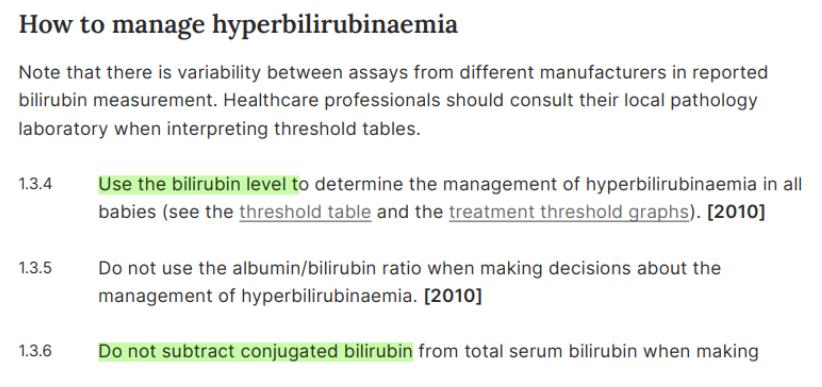 How to manage hyperbilirubinaemia
Note that there is variability between assays from different manufacturers in reported
bilirubin measurement. Healthcare professionals should consult their local pathology
laboratory when interpreting threshold tables.
1.3.4 Use the bilirubin level to determine the management of hyperbilirubinaemia in all
babies (see the threshold table and the treatment threshold graphs). [2010]
1.3.5 Do not use the albumin/bilirubin ratio when making decisions about the
management of hyperbilirubinaemia. [2010]
1.3.6 Do not subtract conjugated bilirubin from total serum bilirubin when making